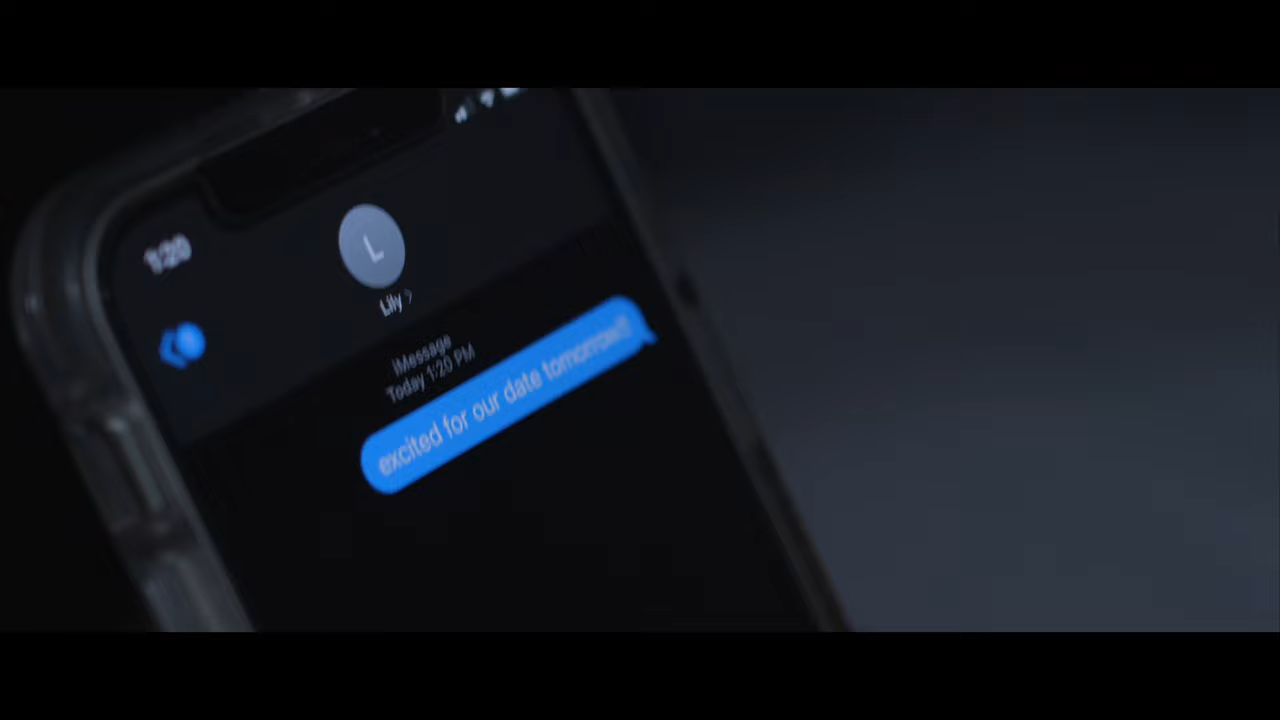 1:20
L
Lily >
iMessage
Today 1:20 PM
excited for our date tomorrow!!